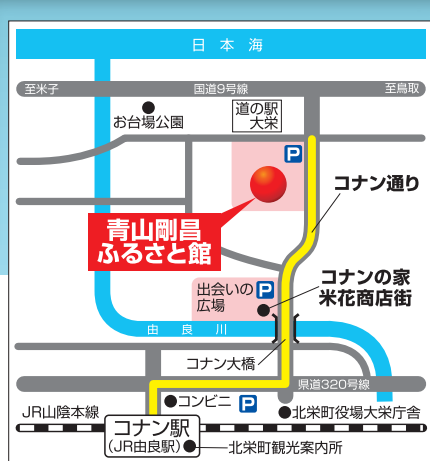 日本海
至米子
国道9号線
至鳥取
お台場公園
道の駅
大栄
P
コナン通り
青山剛昌
ふるさと館
出会いの
広場
P
コナンの家
米花商店街
由良川
コナン大橋
県道320号線
コンビニ
P
JR山陰本線
北栄町役場大栄庁舎
コナン駅
(JR由良駅)
北栄町観光案内所